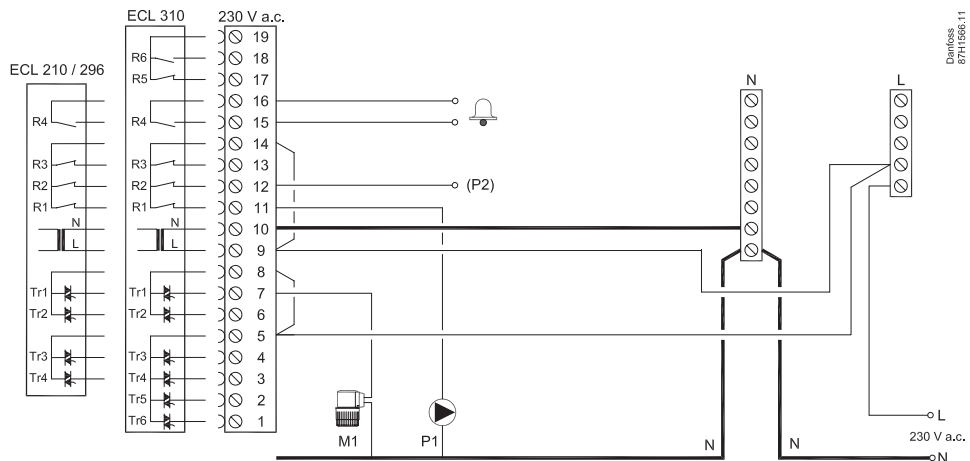 ECL 310 230 V a.c.
Danfoss
87H1566.11
ECL 210 / 296
19
R6 18
R5 17
16
R4 R4 15
14
R3 R3 13
R2 R2 12 (P2)
R1 R1 11
N N 10
L L 9
8
Tr1 Tr1 7
Tr2 Tr2 6
5
Tr3 Tr3 4
Tr4 Tr4 3
Tr5 2
Tr6 1
N
L
M1 P1
N N
L
230 V a.c.
N